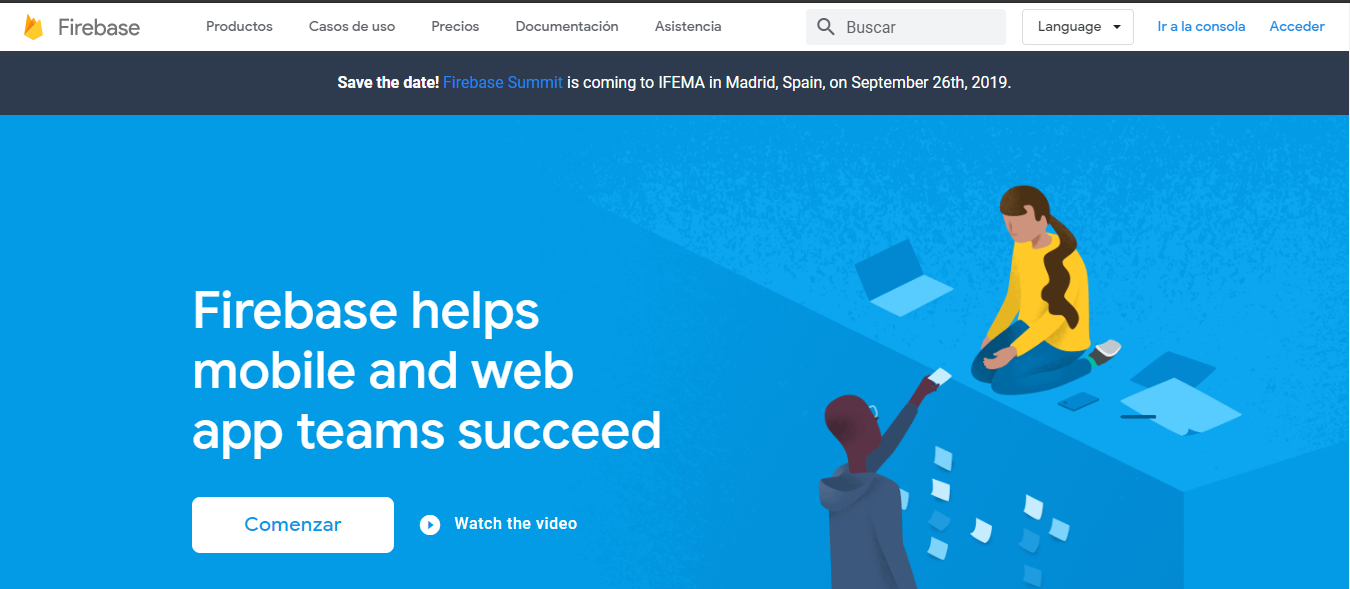 Firebase Productos Casos de uso Precios Documentación Asistencia Buscar Language Ir a la consola Acceder
Save the date! Firebase Summit is coming to IFEMA in Madrid, Spain, on September 26th, 2019.
Firebase helps
mobile and web
app teams succeed
Comenzar Watch the video